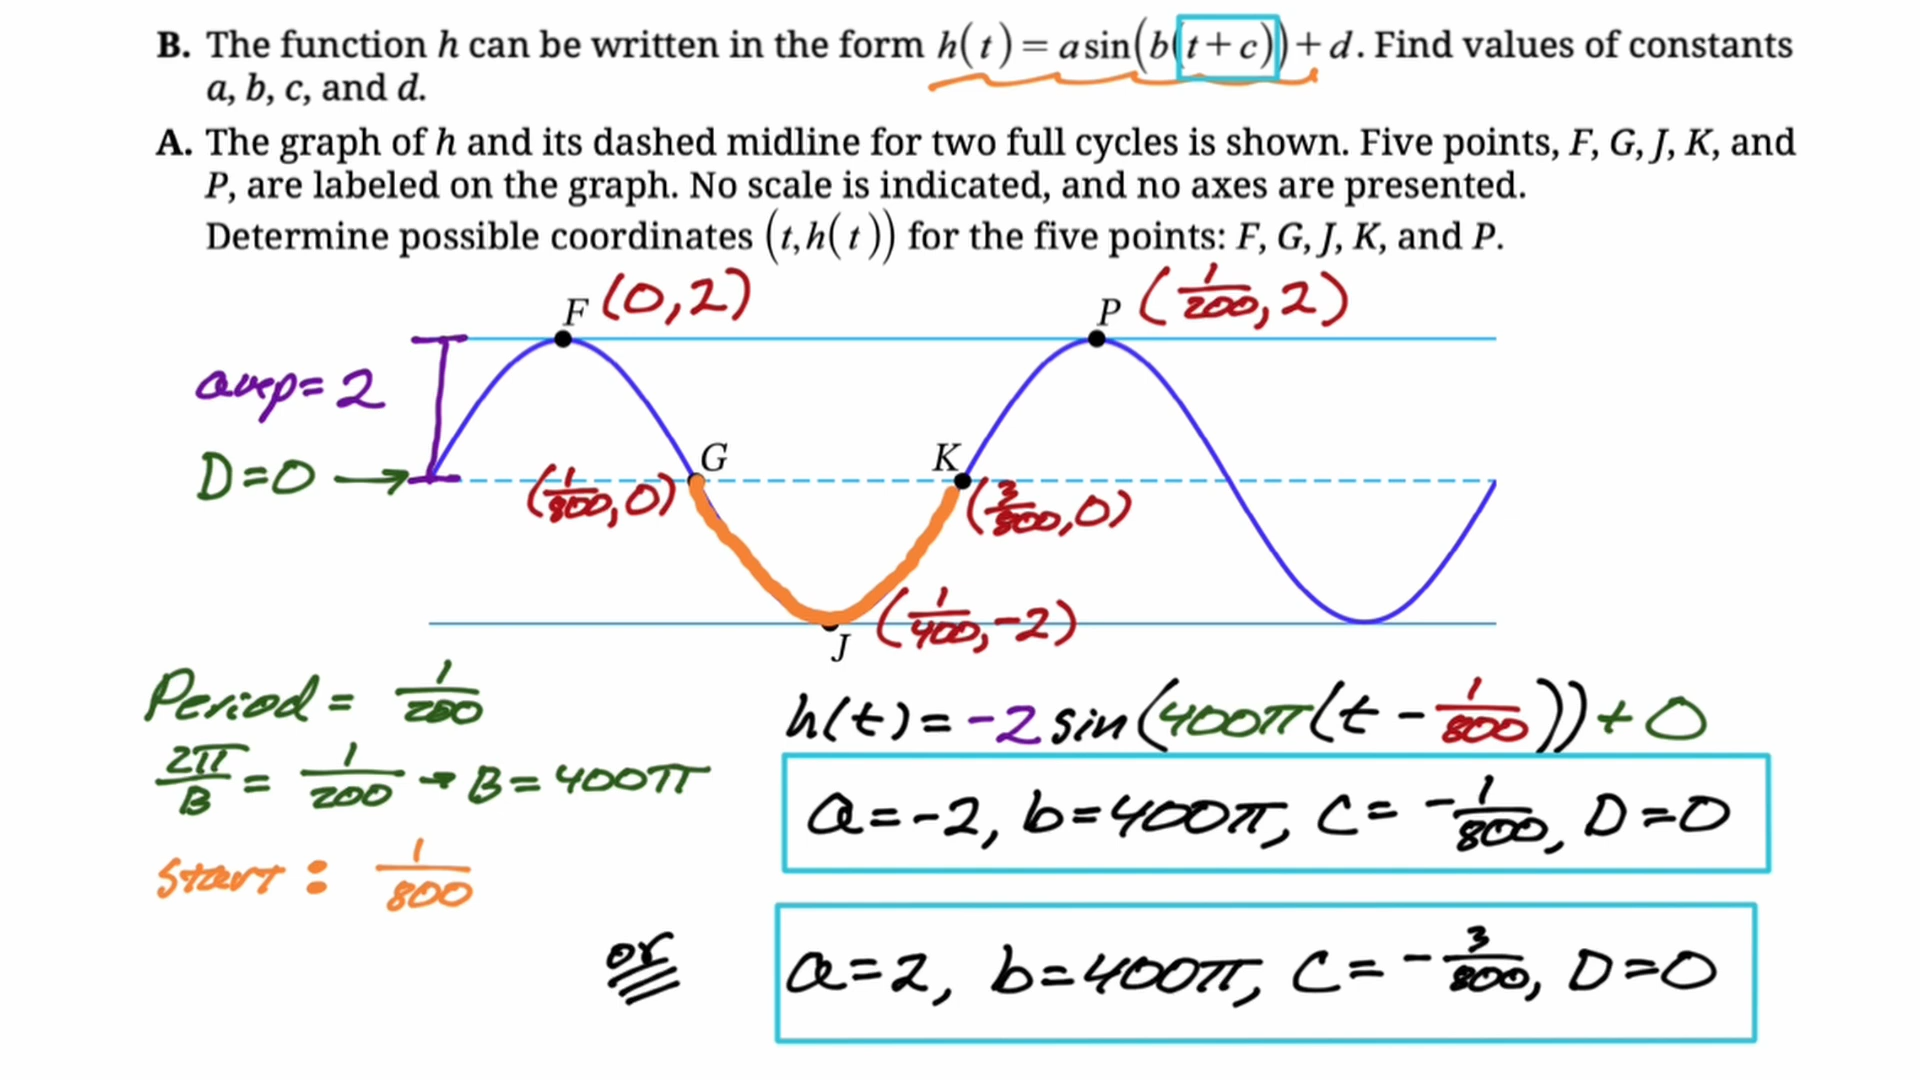 B. The function h can be written in the form h(t) = a sin(b(t + c)) + d. Find values of constants
a, b, c, and d.
A. The graph of h and its dashed midline for two full cycles is shown. Five points, F, G, J, K, and
P, are labeled on the graph. No scale is indicated, and no axes are presented.
Determine possible coordinates (t, h(t)) for the five points: F, G, J, K, and P.
F (0,2)
P (1/200, 2)
amp = 2
G
K
D = 0 →
(1/800, 0)
(3/800, 0)
(1/400, -2)
J
Period = 1/200
h(t) = -2 sin(400π(t - 1/800)) + 0
2π/B = 1/200 → B = 400π
a = -2, b = 400π, C = -1/800, D = 0
Start: 1/800
or
a = 2, b = 400π, C = -3/800, D = 0